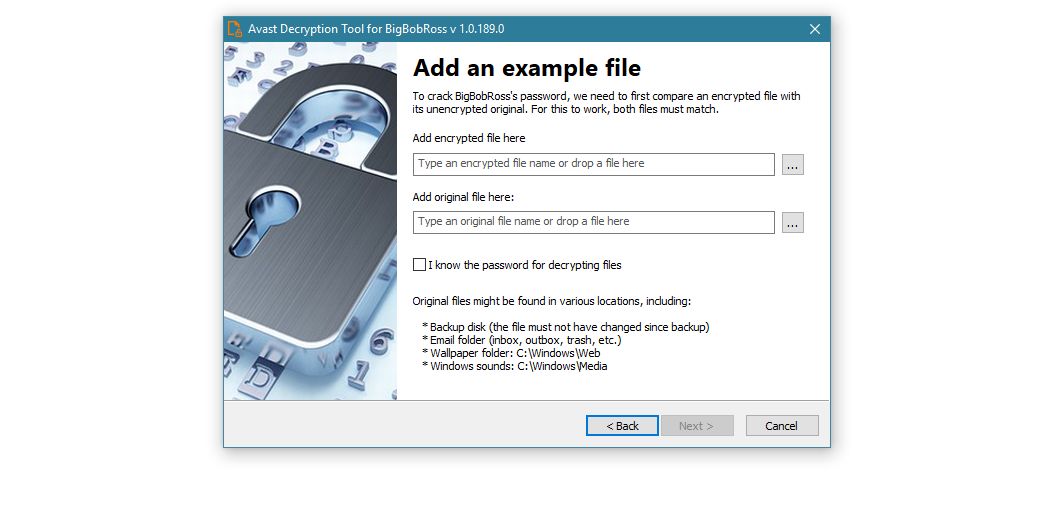 Avast Decryption Tool for BigBobRoss v 1.0.189.0
Add an example file
To crack BigBobRoss's password, we need to first compare an encrypted file with
its unencrypted original. For this to work, both files must match.
Add encrypted file here
Type an encrypted file name or drop a file here
...
Add original file here:
Type an original file name or drop a file here
...
I know the password for decrypting files
Original files might be found in various locations, including:
* Backup disk (the file must not have changed since backup)
* Email folder (inbox, outbox, trash, etc.)
* Wallpaper folder: C:\Windows\Web
* Windows sounds: C:\Windows\Media
< Back
Next >
Cancel